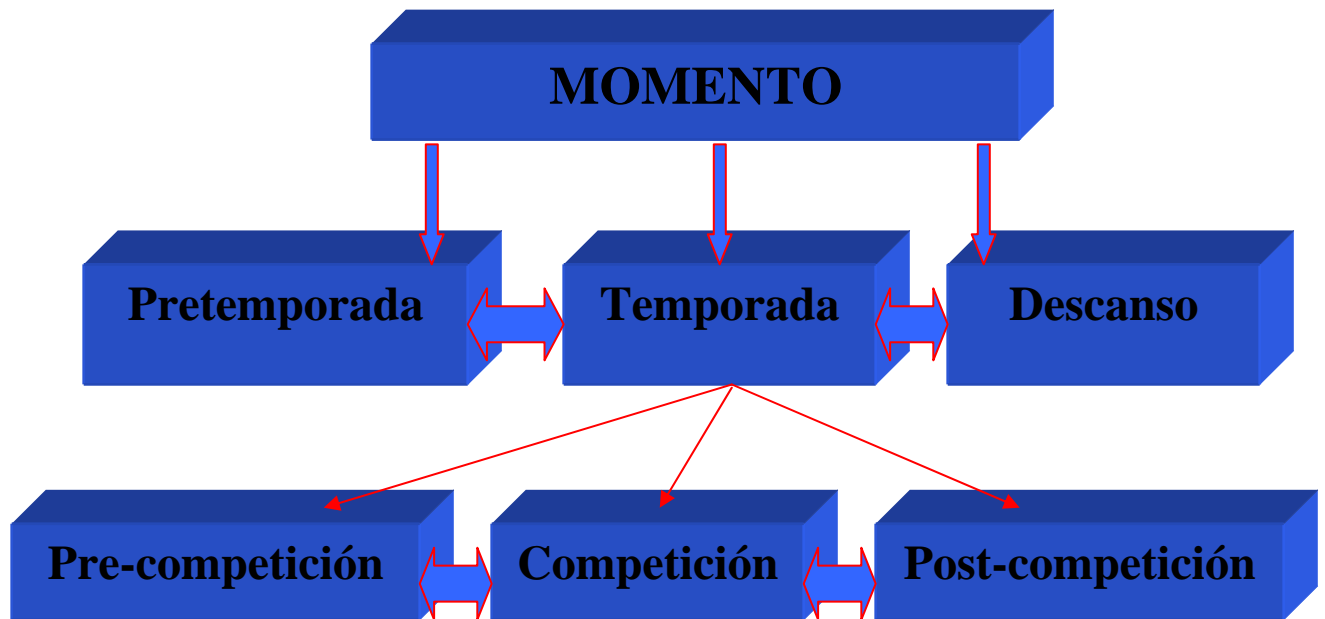 MOMENTO
Pretemporada
Temporada
Descanso
Pre-competición
Competición
Post-competición